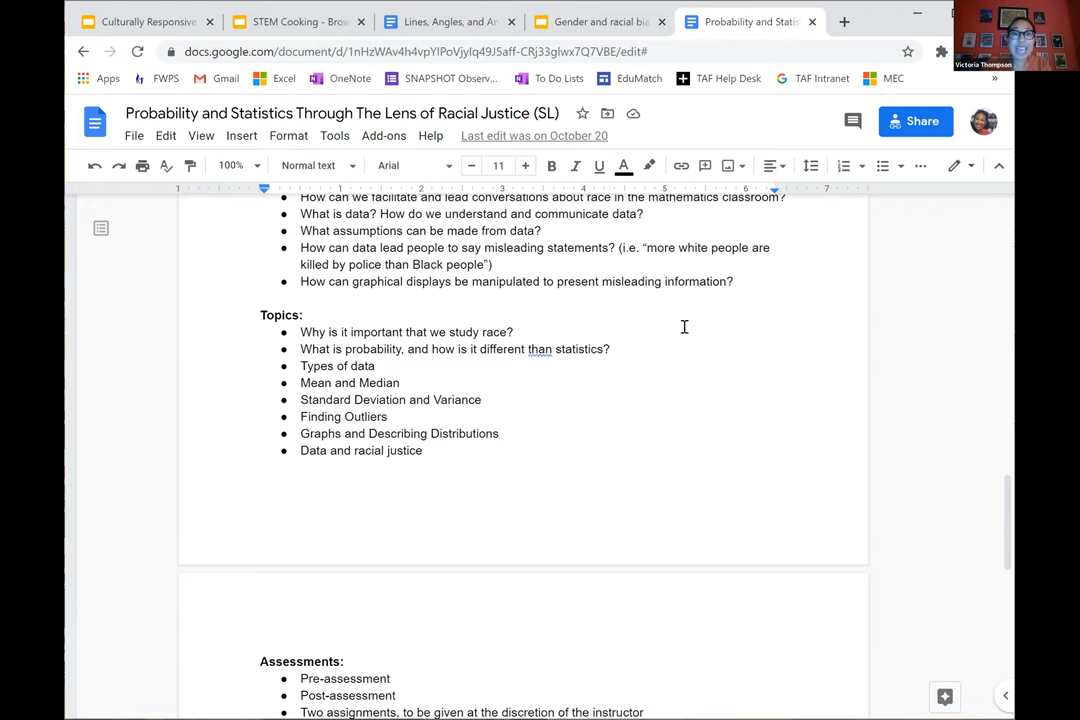 Culturally Responsive
STEM Cooking - Brow
Lines, Angles, and An
Gender and racial bia
Probability and Statis
docs.google.com/document/d/1nHzWAv4h4vpYIPoVjyIq49J5aff-CRj33glwx7Q7VBE/edit#
Victoria Thompson
Apps
FWPS
Gmail
Excel
OneNote
SNAPSHOT Observ...
To Do Lists
EduMatch
TAF Help Desk
TAF Intranet
MEC
»
Probability and Statistics Through The Lens of Racial Justice (SL)
File Edit View Insert Format Tools Add-ons Help Last edit was on October 20
Share
100% Normal text Arial 11 B I U A
1 1 2 3 4 5 6 7
How can we facilitate and lead conversations about race in the mathematics classroom?
What is data? How do we understand and communicate data?
What assumptions can be made from data?
How can data lead people to say misleading statements? (i.e. “more white people are
killed by police than Black people”)
How can graphical displays be manipulated to present misleading information?
Topics:
Why is it important that we study race?
What is probability, and how is it different than statistics?
Types of data
Mean and Median
Standard Deviation and Variance
Finding Outliers
Graphs and Describing Distributions
Data and racial justice
Assessments:
Pre-assessment
Post-assessment
Two assignments, to be given at the discretion of the instructor